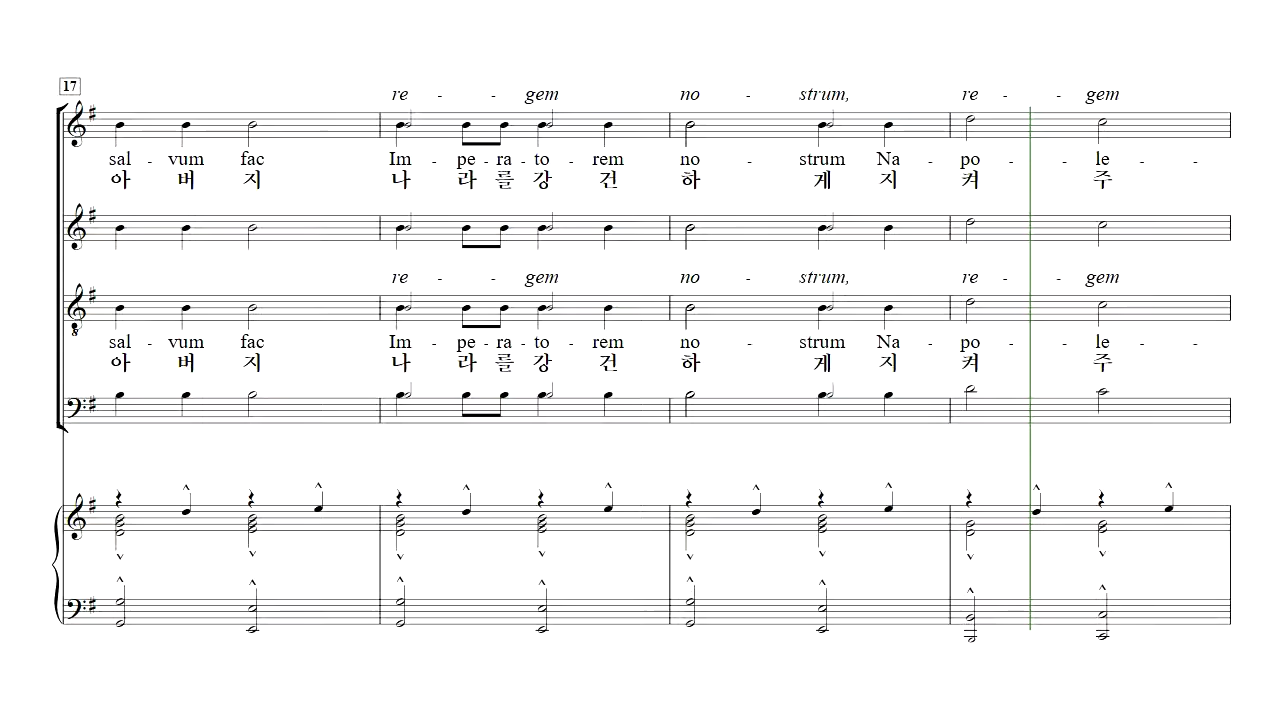 17
re - - gem no - strum, re - - gem
sal - vum fac Im - pe - ra - to - rem no - strum Na - po - - le - -
아 버 지 나 라 를 강 건 하 게 지 켜 주
re - - gem no - strum, re - - gem
sal - vum fac Im - pe - ra - to - rem no - strum Na - po - - le - -
아 버 지 나 라 를 강 건 하 게 지 켜 주